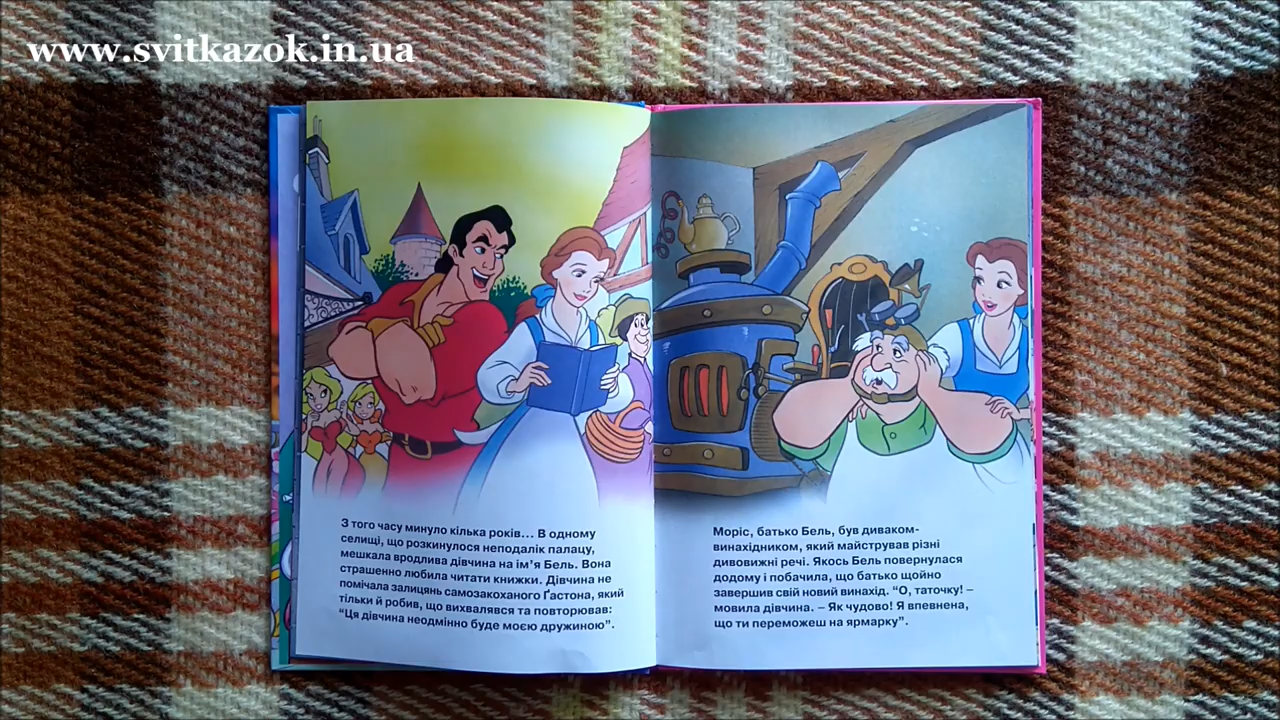 www.svitkazok.in.ua
З того часу минуло кілька років... В одному
селищі, що розкинулося неподалік палацу,
мешкала вродлива дівчина на ім’я Бель. Вона
страшенно любила читати книжки. Дівчина не
помічала залицянь самозакоханого Ґастона, який
тільки й робив, що вихвалявся та повторював:
“Ця дівчина неодмінно буде моєю дружиною”.
Моріс, батько Бель, був диваком-
винахідником, який майстрував різні
дивовижні речі. Якось Бель повернулася
додому і побачила, що батько щойно
завершив свій новий винахід. “О, таточку! –
мовила дівчина. – Як чудово! Я впевнена,
що ти переможеш на ярмарку”.